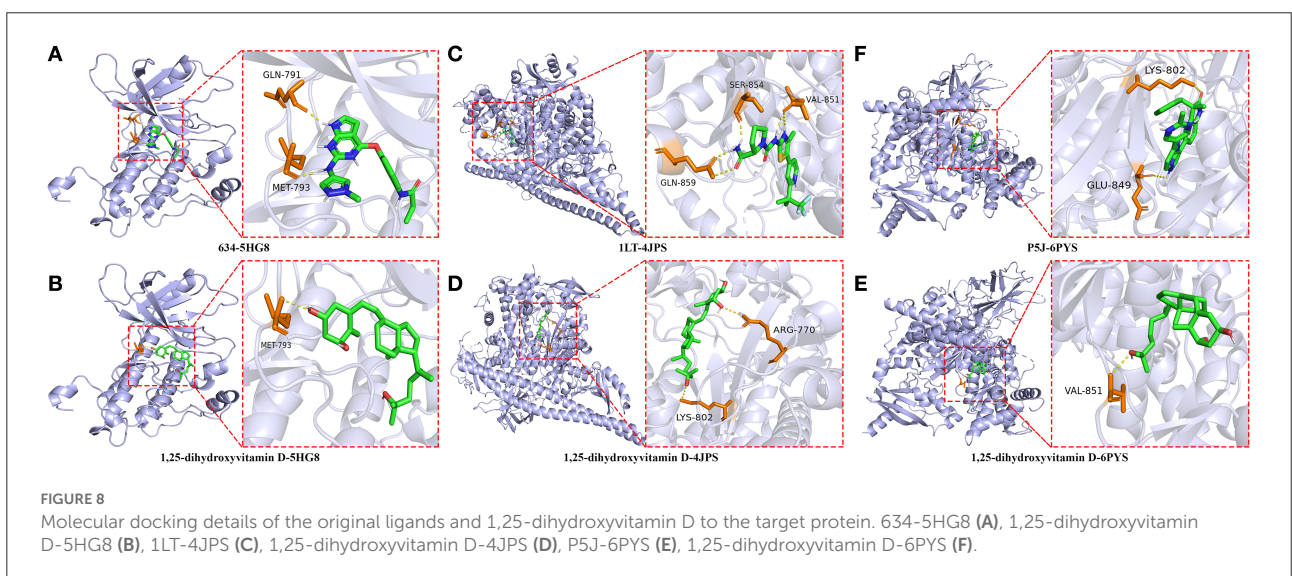 A
GLN-791
MET-793
634-5HG8
C
SER-854
VAL-851
GLN-859
1LT-4JPS
F
LYS-802
GLU-849
P5J-6PYS
B
MET-793
1,25-dihydroxyvitamin D-5HG8
D
ARG-770
LYS-802
1,25-dihydroxyvitamin D-4JPS
E
VAL-851
1,25-dihydroxyvitamin D-6PYS
FIGURE 8
Molecular docking details of the original ligands and 1,25-dihydroxyvitamin D to the target protein. 634-5HG8 (A), 1,25-dihydroxyvitamin
D-5HG8 (B), 1LT-4JPS (C), 1,25-dihydroxyvitamin D-4JPS (D), P5J-6PYS (E), 1,25-dihydroxyvitamin D-6PYS (F).